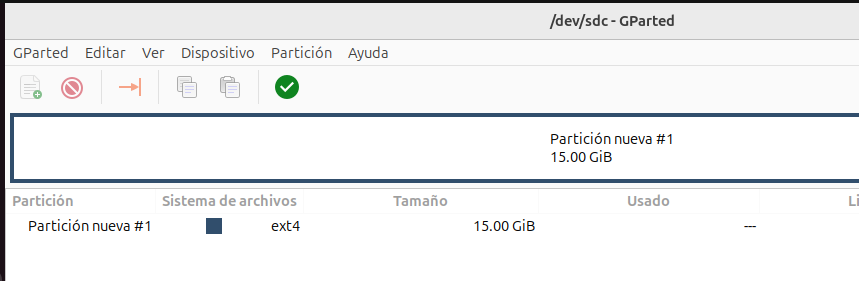 /dev/sdc - GParted
GParted Editar Ver Dispositivo Partición Ayuda
Partición nueva #1
15.00 GiB
Partición Sistema de archivos Tamaño Usado Li
Partición nueva #1 ext4 15.00 GiB ---